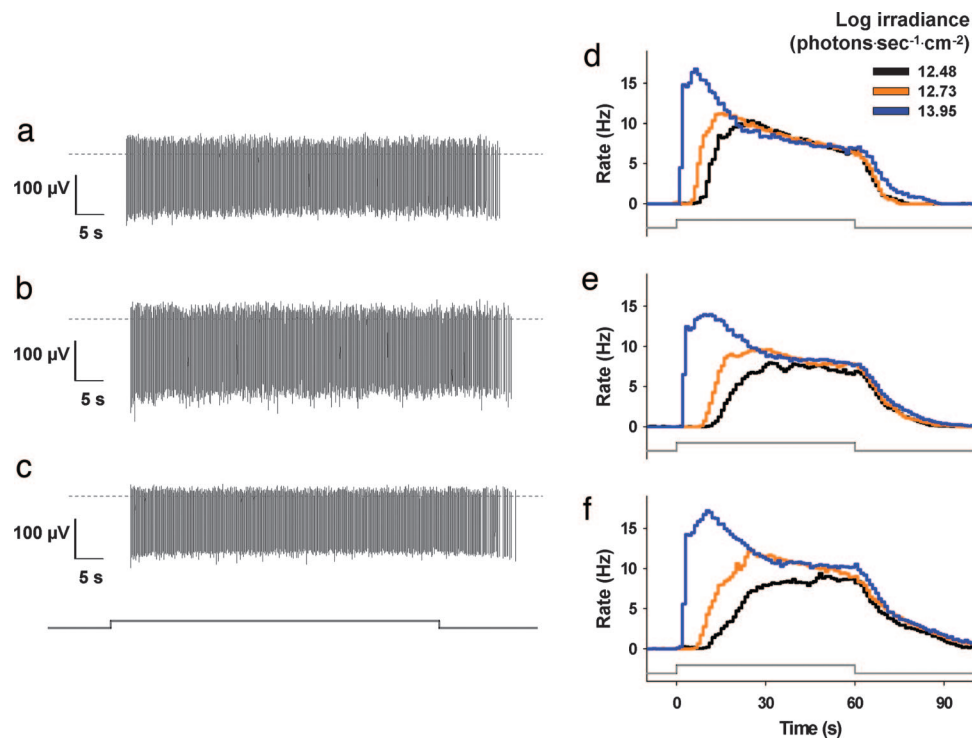 a
100 µV
5 s
b
100 µV
5 s
c
100 µV
5 s
Log irradiance
(photons·sec⁻¹·cm⁻²)
12.48
12.73
13.95
d
Rate (Hz)
15
10
5
0
e
Rate (Hz)
15
10
5
0
f
Rate (Hz)
15
10
5
0
0 30 60 90
Time (s)